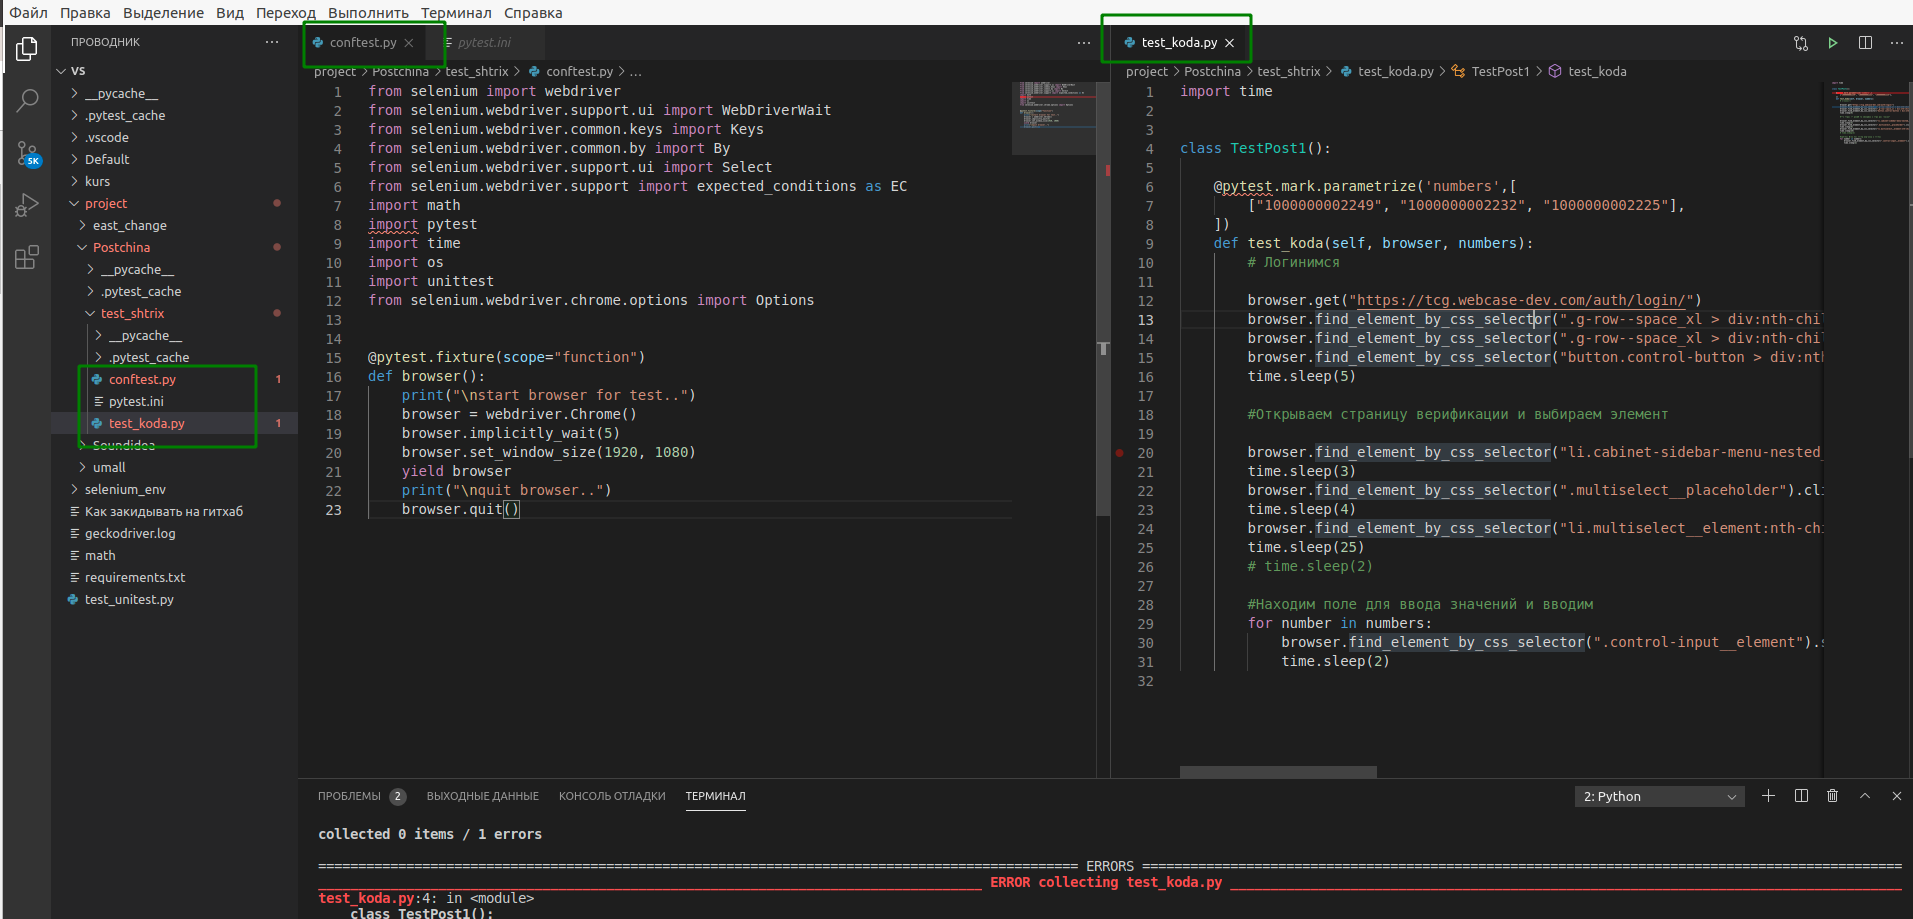 Файл Правка Выделение Вид Переход Выполнить Терминал Справка
ПРОВОДНИК
VS
__pycache__
.pytest_cache
.vscode
Default
kurs
project
east_change
Postchina
__pycache__
.pytest_cache
test_shtrix
__pycache__
.pytest_cache
conftest.py 1
pytest.ini
test_koda.py 1
Soundidea
umall
selenium_env
Как закидывать на гитхаб
geckodriver.log
math
requirements.txt
test_unitest.py
5K
conftest.py
pytest.ini
project > Postchina > test_shtrix > conftest.py > ...
1 from selenium import webdriver
2 from selenium.webdriver.support.ui import WebDriverWait
3 from selenium.webdriver.common.keys import Keys
4 from selenium.webdriver.common.by import By
5 from selenium.webdriver.support.ui import Select
6 from selenium.webdriver.support import expected_conditions as EC
7 import math
8 import pytest
9 import time
10 import os
11 import unittest
12 from selenium.webdriver.chrome.options import Options
13
14
15 @pytest.fixture(scope="function")
16 def browser():
17 print("\nstart browser for test..")
18 browser = webdriver.Chrome()
19 browser.implicitly_wait(5)
20 browser.set_window_size(1920, 1080)
21 yield browser
22 print("\nquit browser..")
23 browser.quit()
test_koda.py
project > Postchina > test_shtrix > test_koda.py > TestPost1 > test_koda
1 import time
2
3
4 class TestPost1():
5
6 @pytest.mark.parametrize('numbers',[
7 ["1000000002249", "1000000002232", "1000000002225"],
8 ])
9 def test_koda(self, browser, numbers):
10 # Логинимся
11
12 browser.get("https://tcg.webcase-dev.com/auth/login/")
13 browser.find_element_by_css_selector(".g-row--space_xl > div:nth-chi
14 browser.find_element_by_css_selector(".g-row--space_xl > div:nth-chi
15 browser.find_element_by_css_selector("button.control-button > div:nth
16 time.sleep(5)
17
18 #Открываем страницу верификации и выбираем элемент
19
20 browser.find_element_by_css_selector("li.cabinet-sidebar-menu-nested_
21 time.sleep(3)
22 browser.find_element_by_css_selector(".multiselect__placeholder").cli
23 time.sleep(4)
24 browser.find_element_by_css_selector("li.multiselect__element:nth-chi
25 time.sleep(25)
26 # time.sleep(2)
27
28 #Находим поле для ввода значений и вводим
29 for number in numbers:
30 browser.find_element_by_css_selector(".control-input__element").s
31 time.sleep(2)
32
ПРОБЛЕМЫ 2 ВЫХОДНЫЕ ДАННЫЕ КОНСОЛЬ ОТЛАДКИ ТЕРМИНАЛ
2: Python
collected 0 items / 1 errors
ERRORS
ERROR collecting test_koda.py
test_koda.py:4: in <module>
class TestPost1():